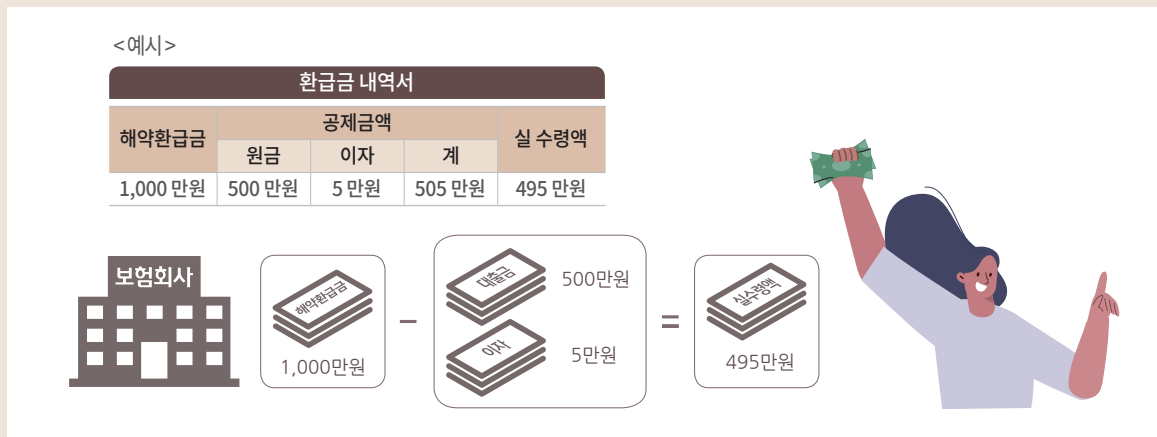 <예시>
환급금 내역서
해약환급금 공제금액 실 수령액
원금 이자 계
1,000 만원 500 만원 5 만원 505 만원 495 만원
보험회사
해약환급금
1,000만원
−
대출금
500만원
이자
5만원
=
실수령액
495만원